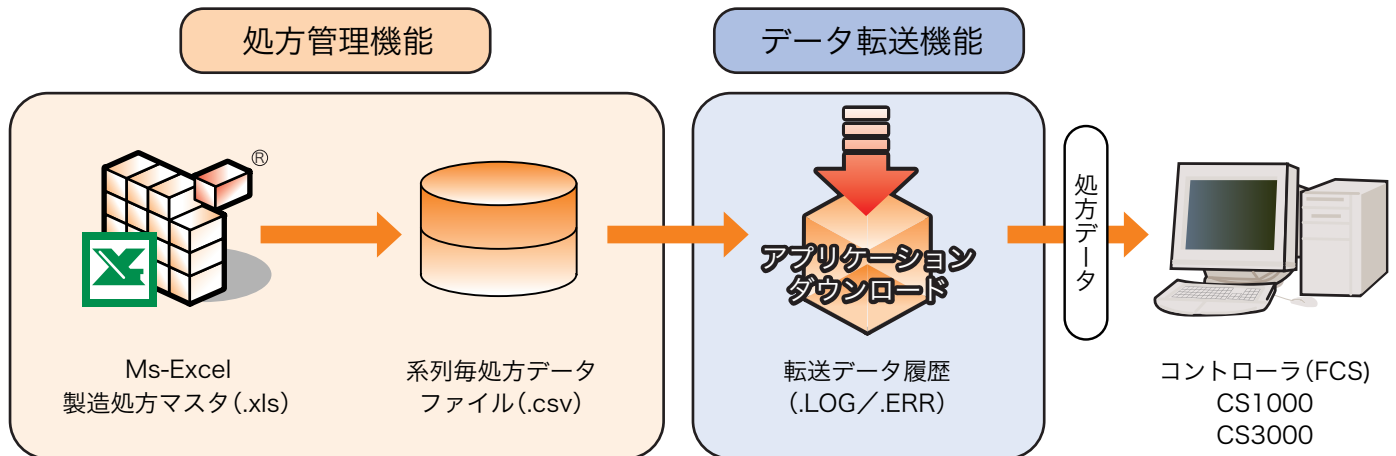 処方管理機能
データ転送機能
®
Ms-Excel
製造処方マスタ(.xls)
系列毎処方データ
ファイル(.csv)
アプリケーション
ダウンロード
転送データ履歴
(.LOG/.ERR)
処方データ
コントローラ(FCS)
CS1000
CS3000